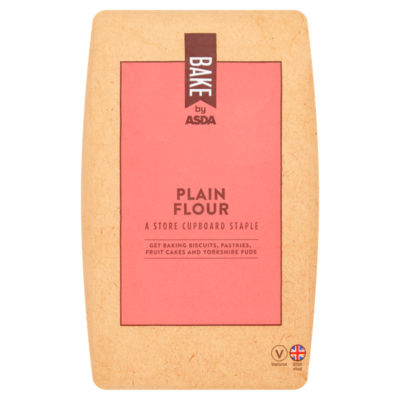 BAKE
by
ASDA
PLAIN
FLOUR
A STORE CUPBOARD STAPLE
GET BAKING BISCUITS, PASTRIES,
FRUIT CAKES AND YORKSHIRE PUDS
V